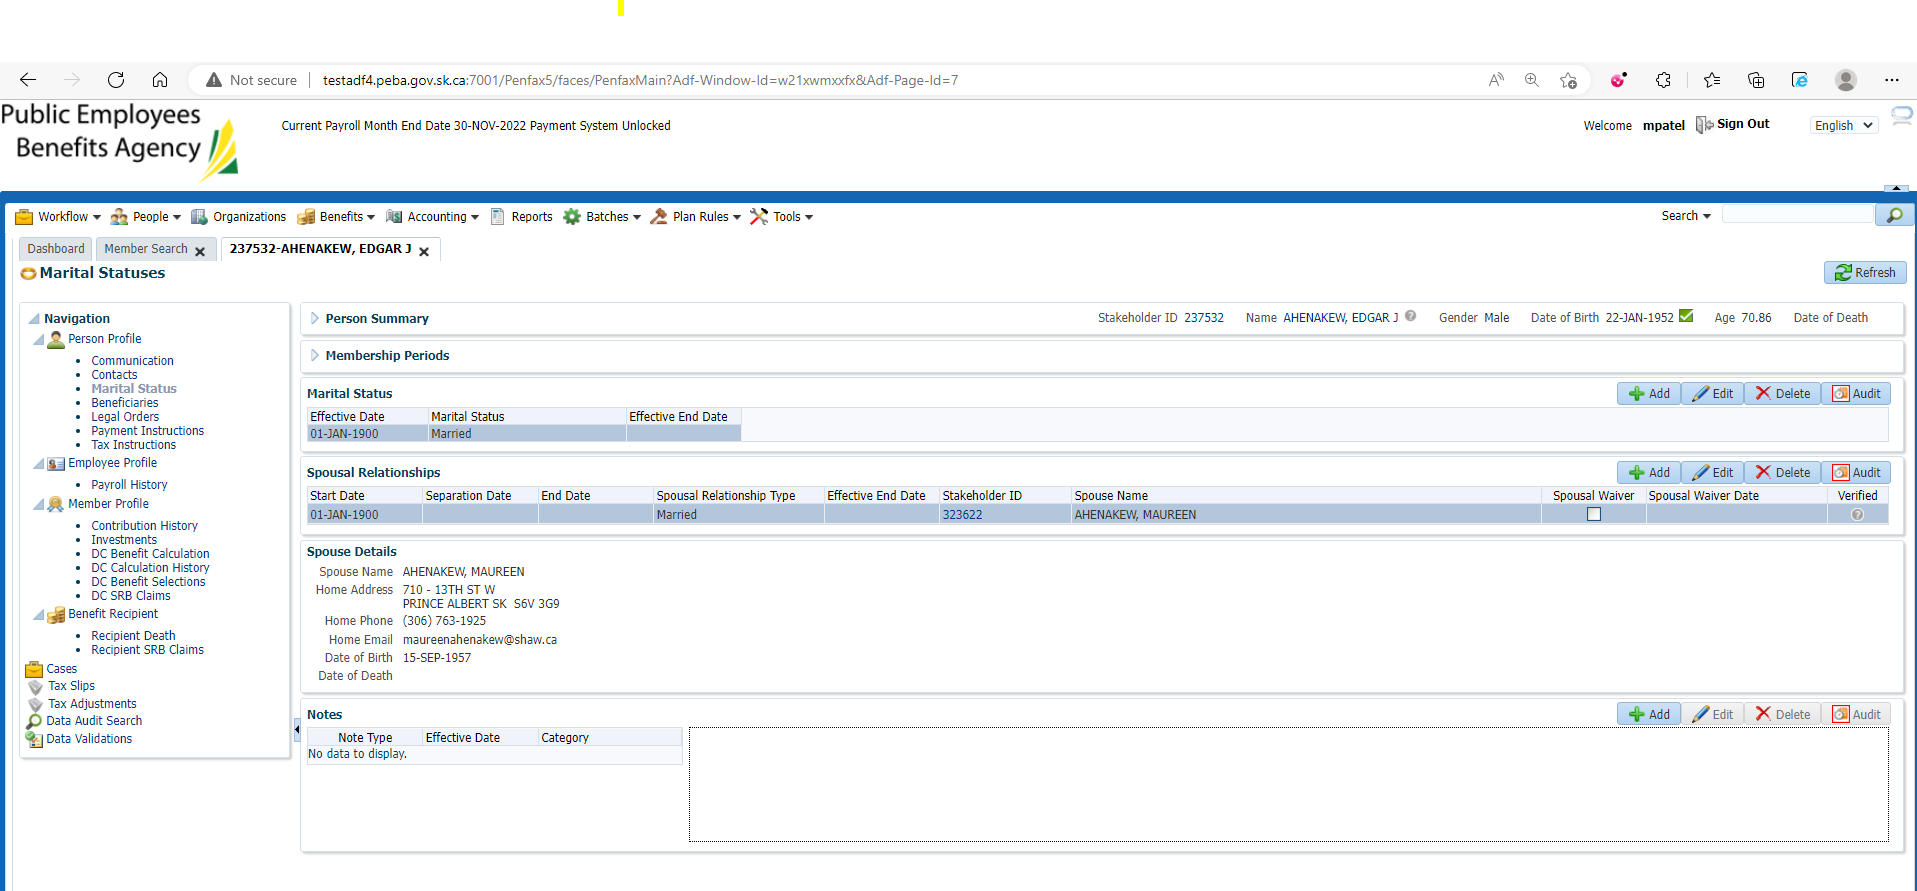 Not secure testadf4.peba.gov.sk.ca:7001/Penfax5/faces/PenfaxMain?Adf-Window-Id=w21xwmxxfx&Adf-Page-Id=7
Public Employees
Benefits Agency
Current Payroll Month End Date 30-NOV-2022 Payment System Unlocked
Welcome mpatel Sign Out English
Workflow People Organizations Benefits Accounting Reports Batches Plan Rules Tools Search
Dashboard Member Search 237532-AHENAKEW, EDGAR J
Marital Statuses
Refresh
Navigation
Person Profile
Communication
Contacts
Marital Status
Beneficiaries
Legal Orders
Payment Instructions
Tax Instructions
Employee Profile
Payroll History
Member Profile
Contribution History
Investments
DC Benefit Calculation
DC Calculation History
DC Benefit Selections
DC SRB Claims
Benefit Recipient
Recipient Death
Recipient SRB Claims
Cases
Tax Slips
Tax Adjustments
Data Audit Search
Data Validations
Person Summary Stakeholder ID 237532 Name AHENAKEW, EDGAR J Gender Male Date of Birth 22-JAN-1952 Age 70.86 Date of Death
Membership Periods
Marital Status Add Edit Delete Audit
Effective Date Marital Status Effective End Date
01-JAN-1900 Married
Spousal Relationships Add Edit Delete Audit
Start Date Separation Date End Date Spousal Relationship Type Effective End Date Stakeholder ID Spouse Name Spousal Waiver Spousal Waiver Date Verified
01-JAN-1900 Married 323622 AHENAKEW, MAUREEN
Spouse Details
Spouse Name AHENAKEW, MAUREEN
Home Address 710 - 13TH ST W
PRINCE ALBERT SK S6V 3G9
Home Phone (306) 763-1925
Home Email maureenahenakew@shaw.ca
Date of Birth 15-SEP-1957
Date of Death
Notes Add Edit Delete Audit
Note Type Effective Date Category
No data to display.